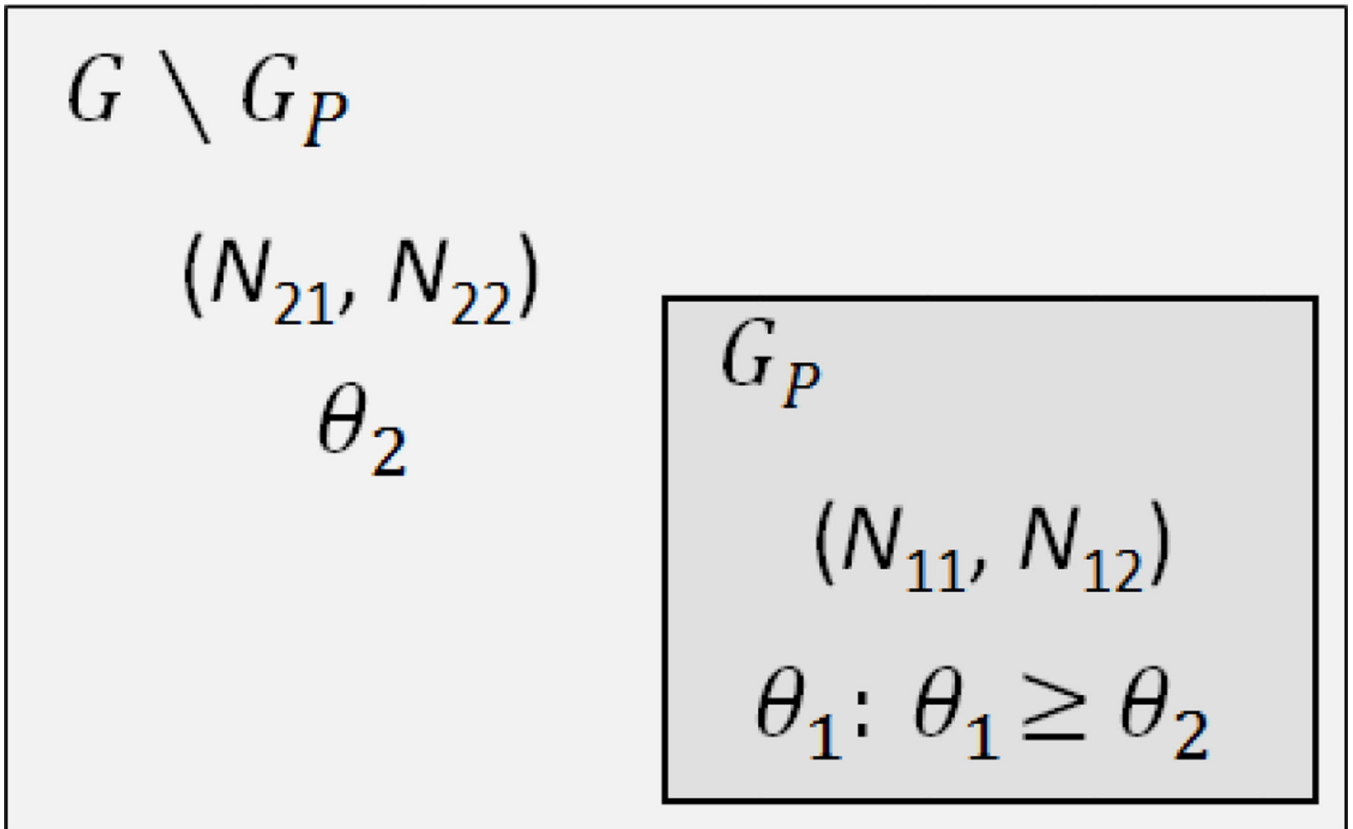 G \ G_P
(N_21, N_22)
θ_2
G_P
(N_11, N_12)
θ_1: θ_1 ≥ θ_2